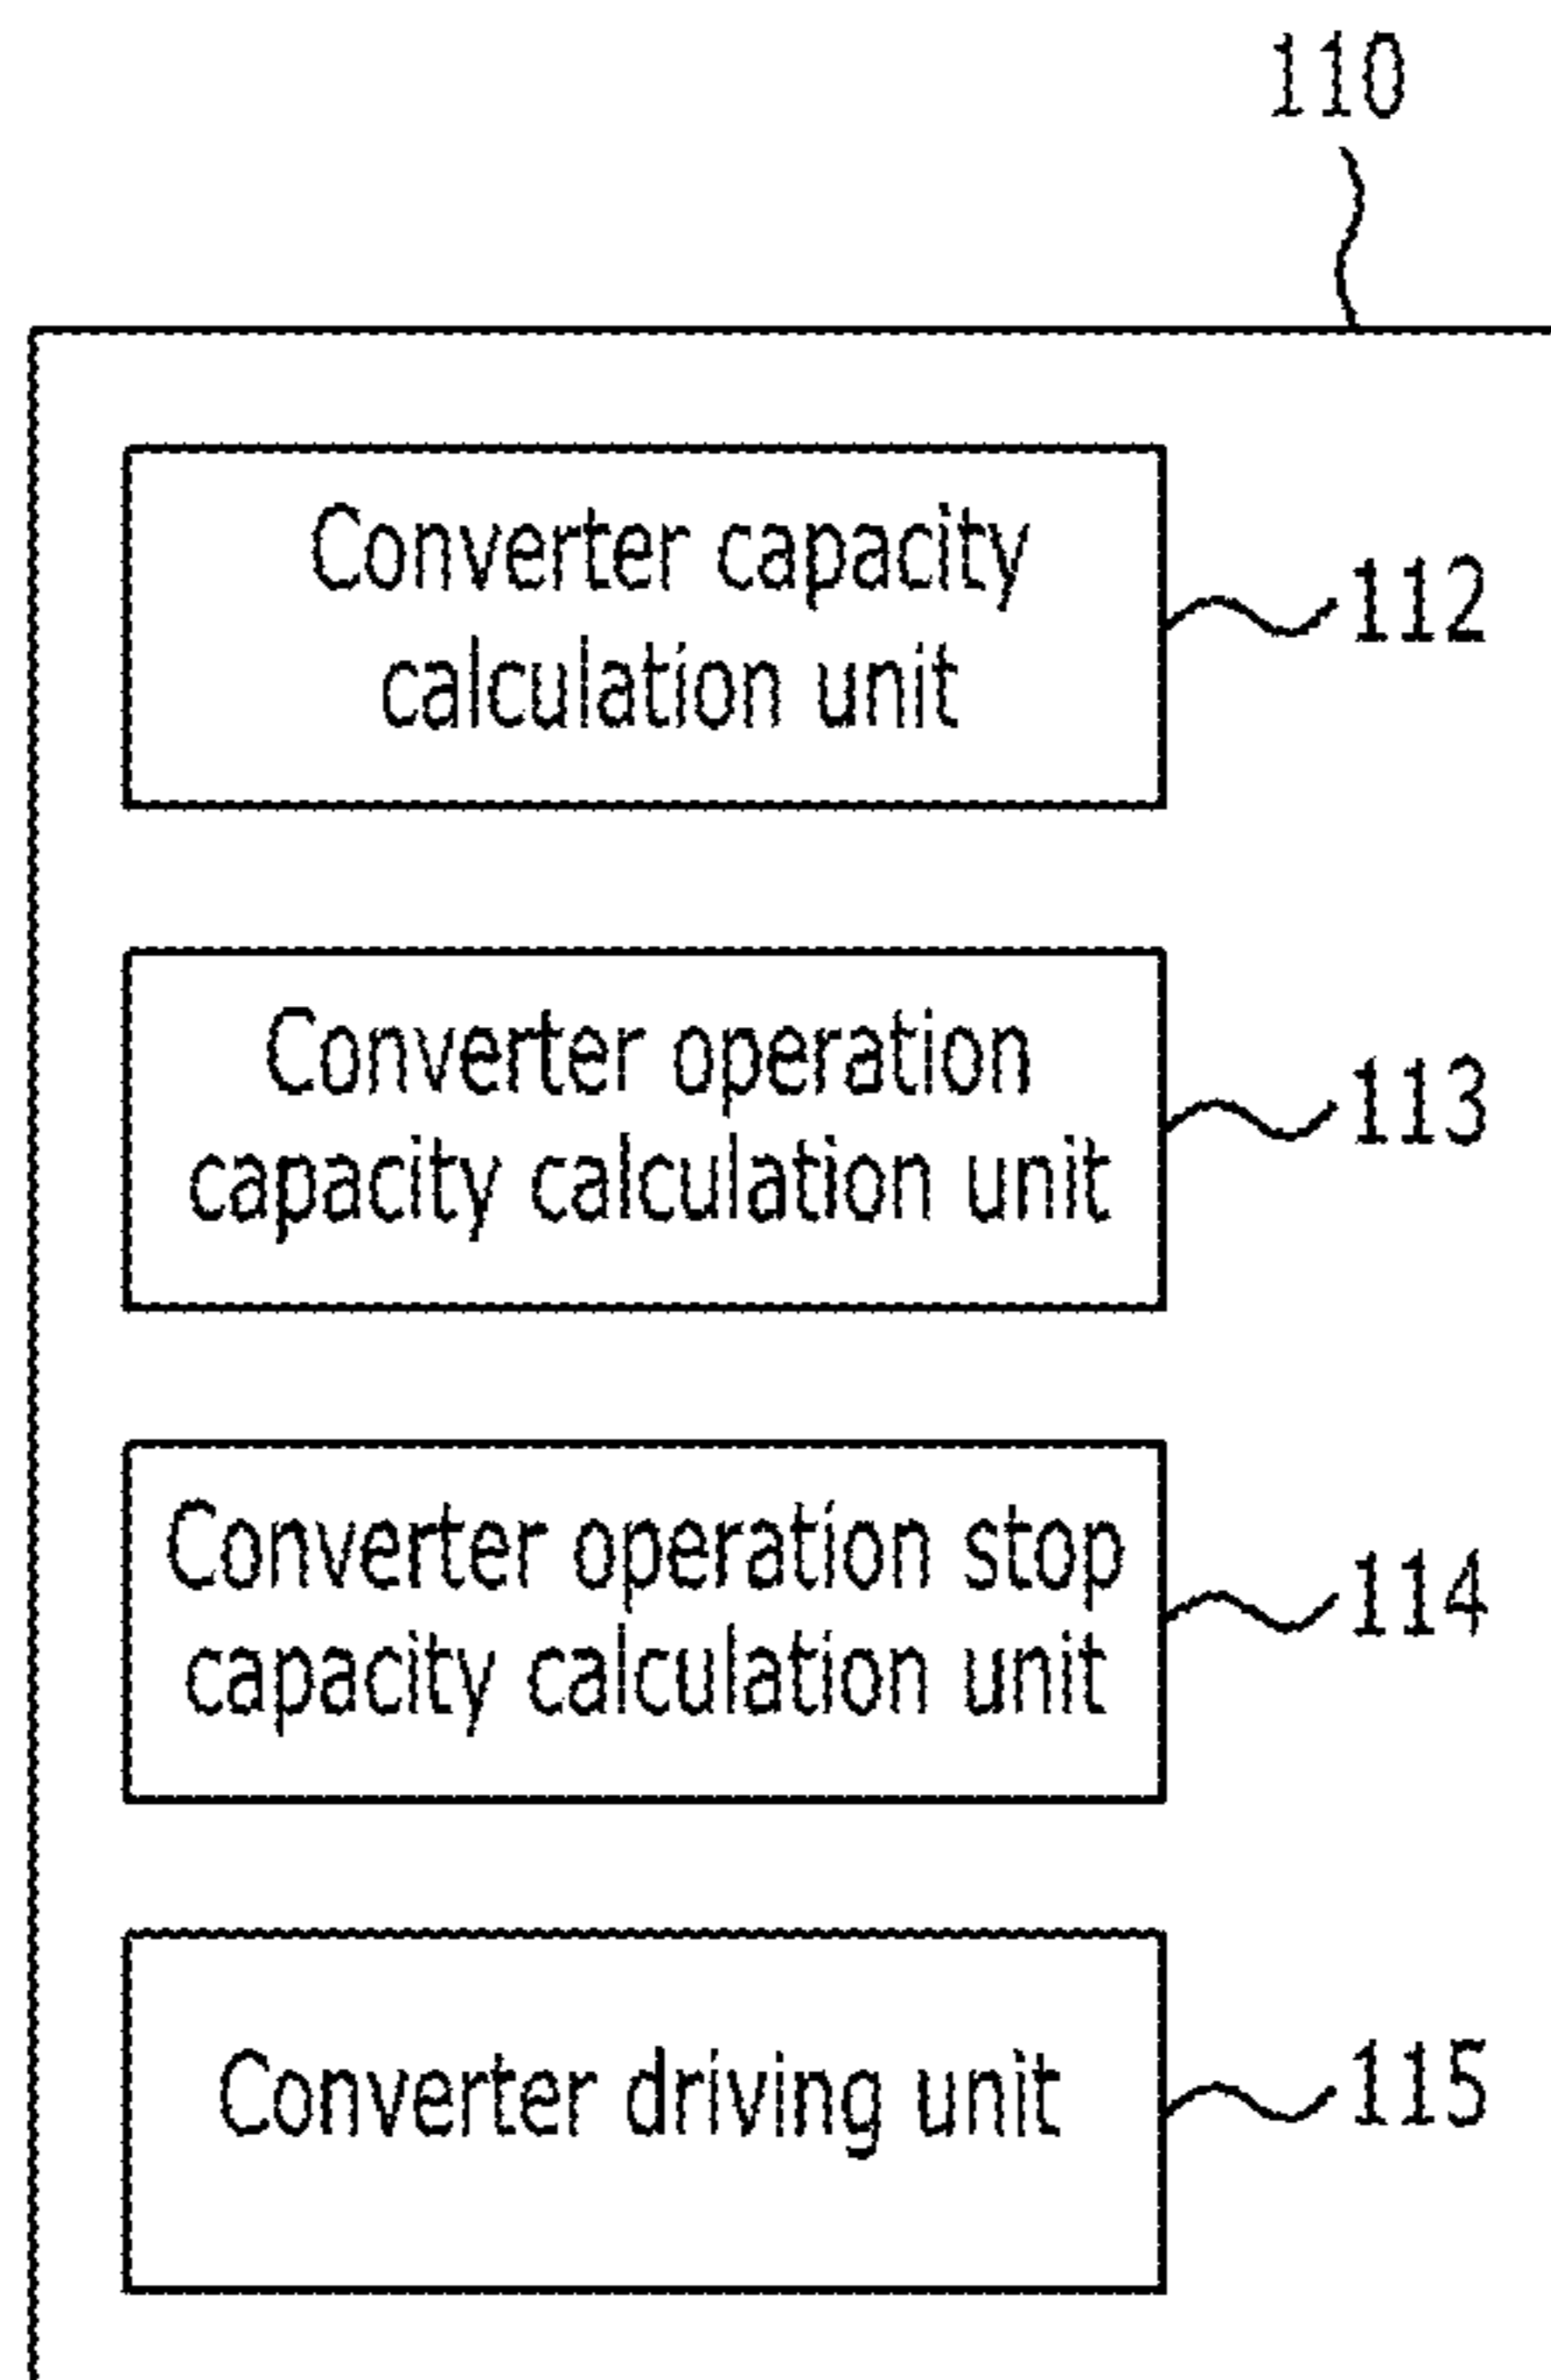 110
Converter capacity
calculation unit
112
Converter operation
capacity calculation unit
113
Converter operation stop
capacity calculation unit
114
Converter driving unit
115